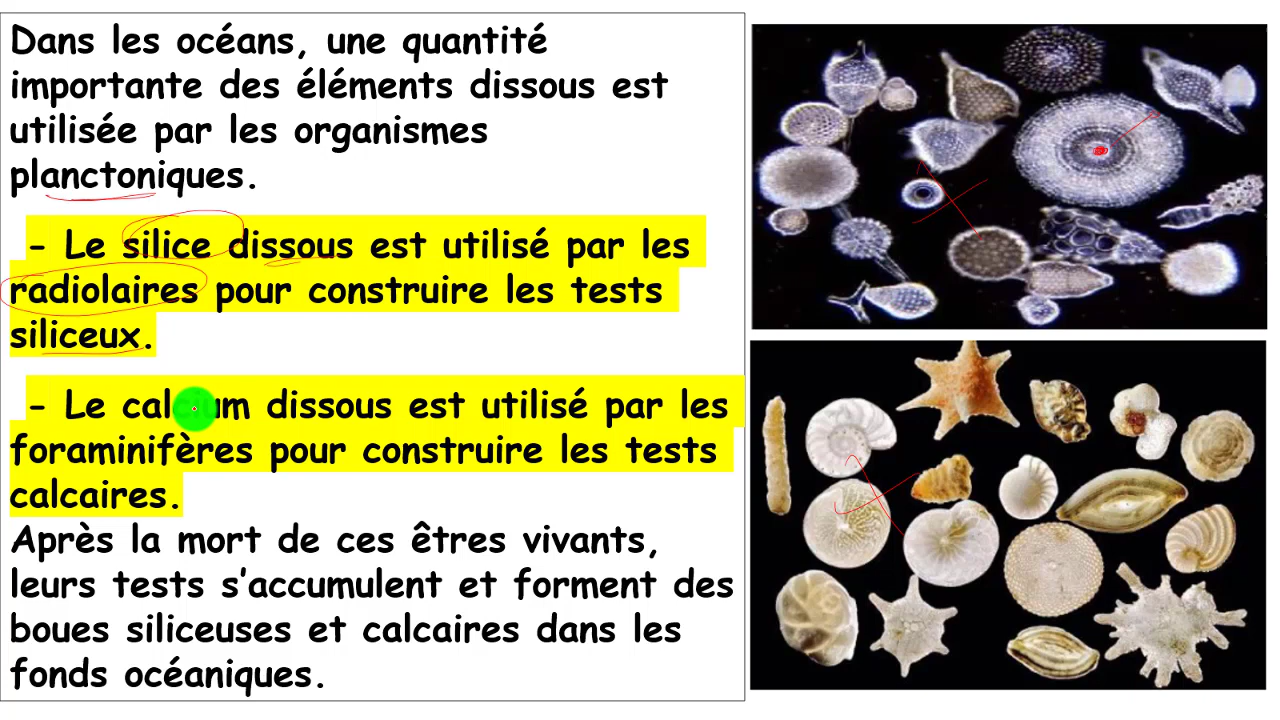 Dans les océans, une quantité
importante des éléments dissous est
utilisée par les organismes
planctoniques.
- Le silice dissous est utilisé par les
radiolaires pour construire les tests
siliceux.
- Le calcium dissous est utilisé par les
foraminifères pour construire les tests
calcaires.
Après la mort de ces êtres vivants,
leurs tests s’accumulent et forment des
boues siliceuses et calcaires dans les
fonds océaniques.